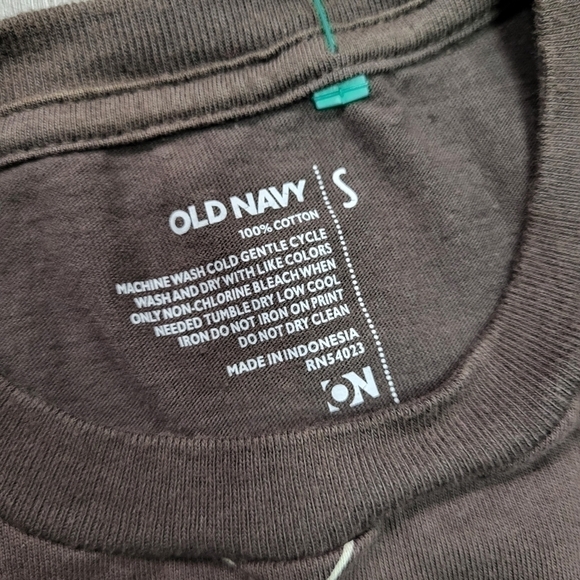 OLD NAVY
S
100% COTTON
MACHINE WASH COLD GENTLE CYCLE
WASH AND DRY WITH LIKE COLORS
ONLY NON-CHLORINE BLEACH WHEN
NEEDED TUMBLE DRY LOW COOL
IRON DO NOT IRON ON PRINT
DO NOT DRY CLEAN
MADE IN INDONESIA
RN54023
ON